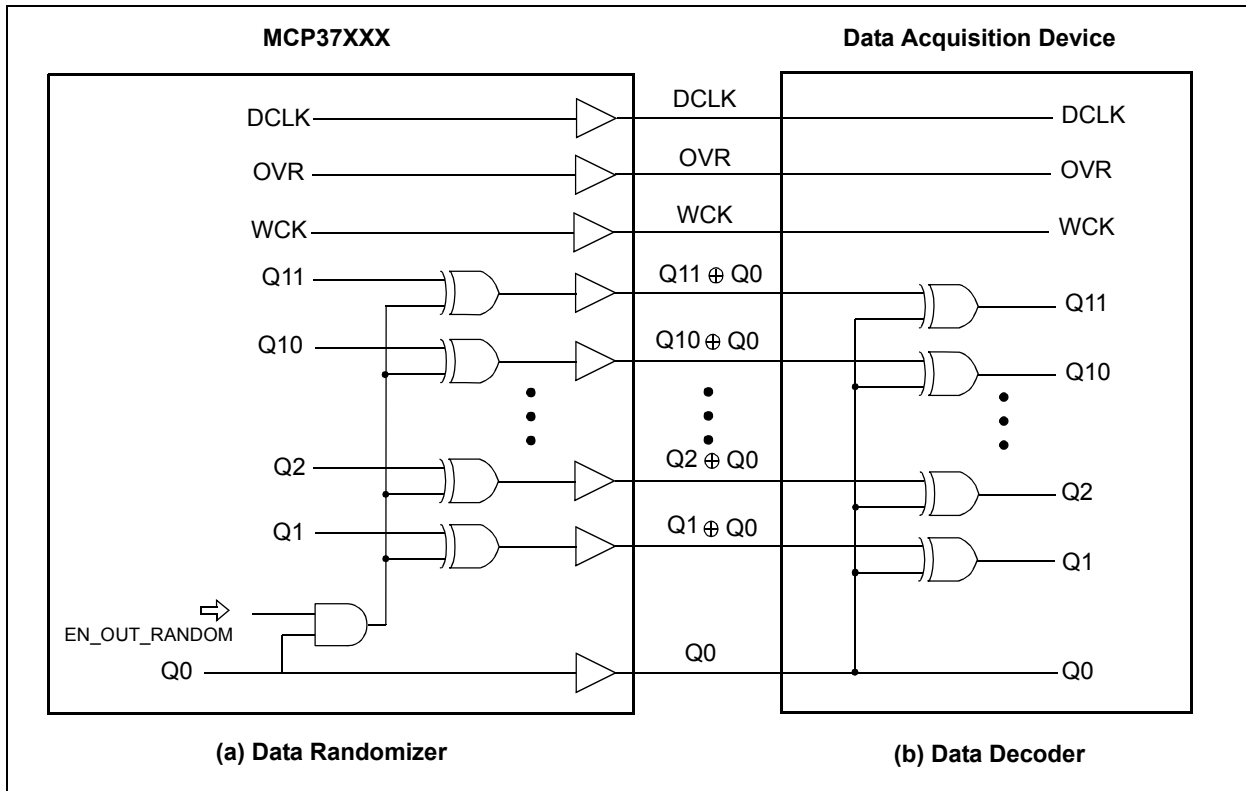 MCP37XXX
Data Acquisition Device
DCLK
DCLK
DCLK
OVR
OVR
OVR
WCK
WCK
WCK
Q11
Q11 ⊕ Q0
Q11
Q10
Q10 ⊕ Q0
Q10
Q2
Q2 ⊕ Q0
Q2
Q1
Q1 ⊕ Q0
Q1
EN_OUT_RANDOM
Q0
Q0
Q0
(a) Data Randomizer
(b) Data Decoder